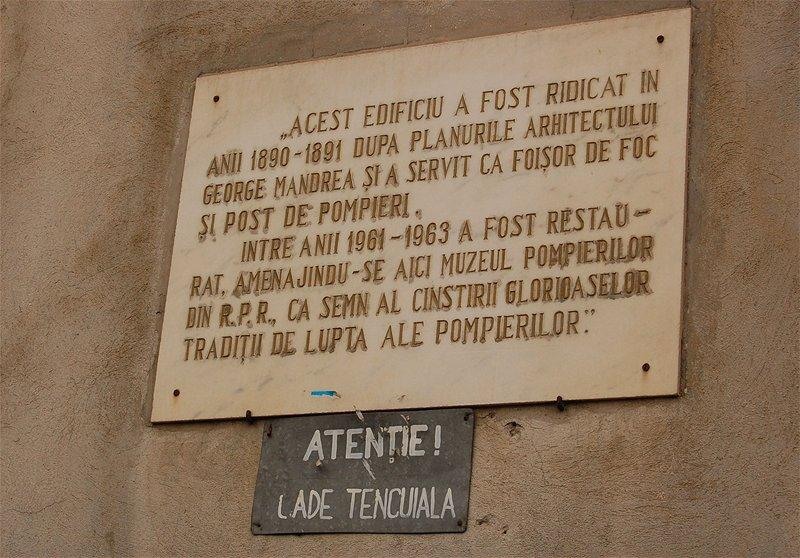 „ACEST EDIFICIU A FOST RIDICAT IN
ANII 1890-1891 DUPA PLANURILE ARHITECTULUI
GEORGE MANDREA ȘI A SERVIT CA FOIȘOR DE FOC
ȘI POST DE POMPIERI.
INTRE ANII 1961-1963 A FOST RESTAU-
RAT, AMENAJINDU-SE AICI MUZEUL POMPIERILOR
DIN R.P.R., CA SEMN AL CINSTIRII GLORIOASELOR
TRADIȚII DE LUPTA ALE POMPIERILOR."
ATENȚIE!
CADE TENCUIALA